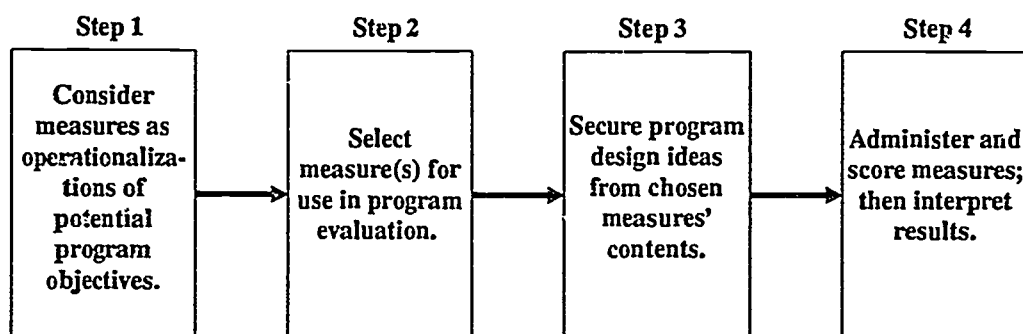 Step 1
Consider
measures as
operationaliza-
tions of
potential
program
objectives.
Step 2
Select
measure(s) for
use in program
evaluation.
Step 3
Secure program
design ideas
from chosen
measures'
contents.
Step 4
Administer and
score measures;
then interpret
results.